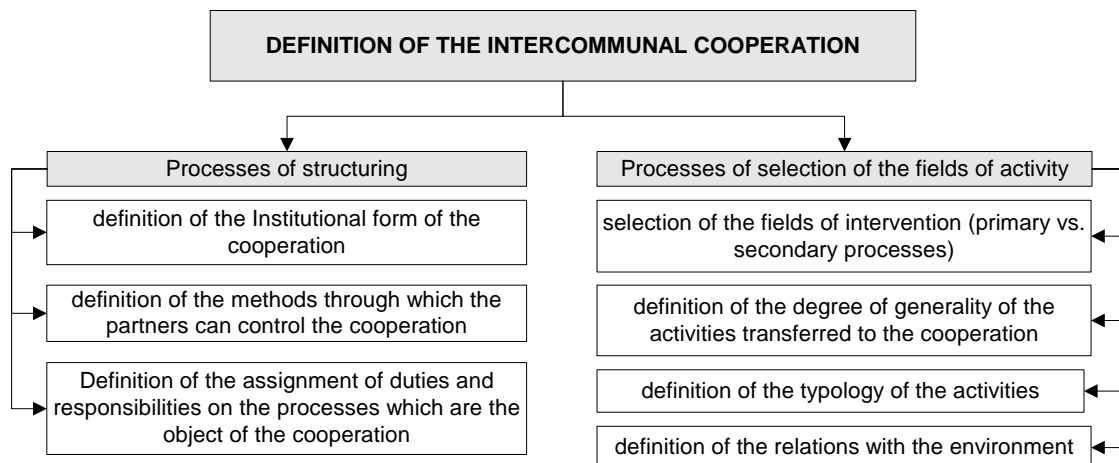 DEFINITION OF THE INTERCOMMUNAL COOPERATION
Processes of structuring
definition of the Institutional form of the
cooperation
definition of the methods through which the
partners can control the cooperation
Definition of the assignment of duties and
responsibilities on the processes which are the
object of the cooperation
Processes of selection of the fields of activity
selection of the fields of intervention (primary vs.
secondary processes)
definition of the degree of generality of the
activities transferred to the cooperation
definition of the typology of the activities
definition of the relations with the environment